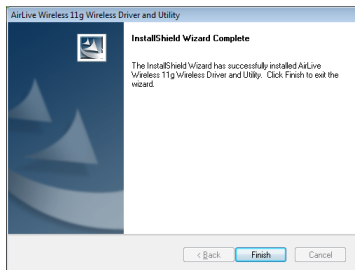 AirLive Wireless 11g Wireless Driver and Utility
InstallShield Wizard Complete
The InstallShield Wizard has successfully installed AirLive
Wireless 11g Wireless Driver and Utility. Click Finish to exit the
wizard.
< Back Finish Cancel